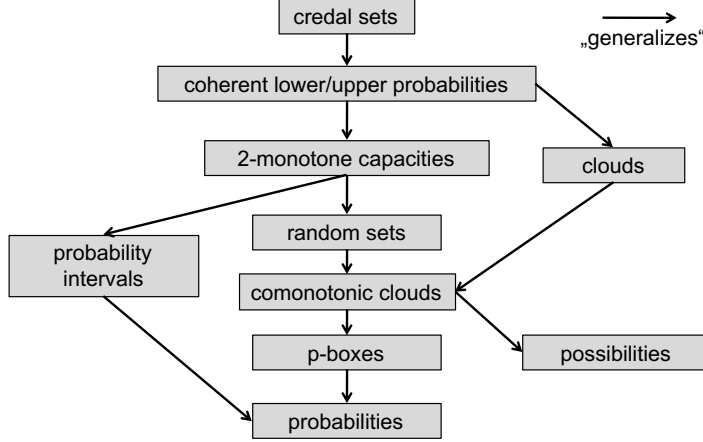 credal sets
„generalizes“
coherent lower/upper probabilities
2-monotone capacities
clouds
random sets
probability
intervals
comonotonic clouds
p-boxes
possibilities
probabilities